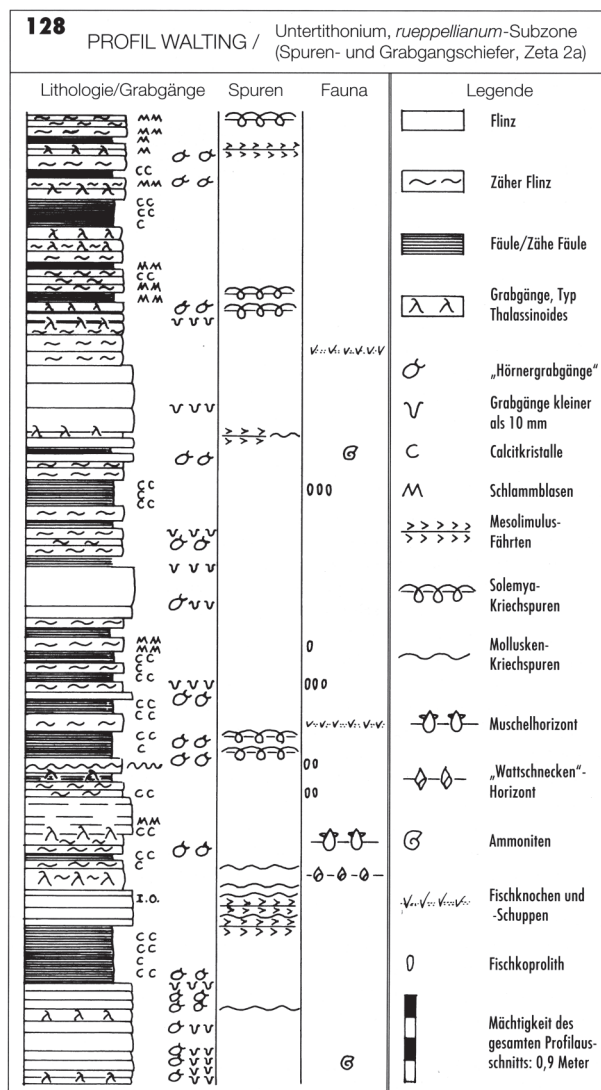 128
PROFIL WALTING /
Untertithonium, rueppellianum-Subzone
(Spuren- und Grabgangschiefer, Zeta 2a)
Lithologie/Grabgänge
Spuren
Fauna
Legende
Flinz
Zäher Flinz
Fäule/Zähe Fäule
Grabgänge, Typ
Thalassinoides
„Hörnergrabgänge“
Grabgänge kleiner
als 10 mm
Calcitkristalle
Schlammblasen
Mesolimulus-
Fährten
Solemya-
Kriechspuren
Mollusken-
Kriechspuren
Muschelhorizont
„Wattschnecken“-
Horizont
Ammoniten
Fischknochen und
-Schuppen
Fischkoprolith
Mächtigkeit des
gesamten Profilaus-
schnitts: 0,9 Meter
I.O.